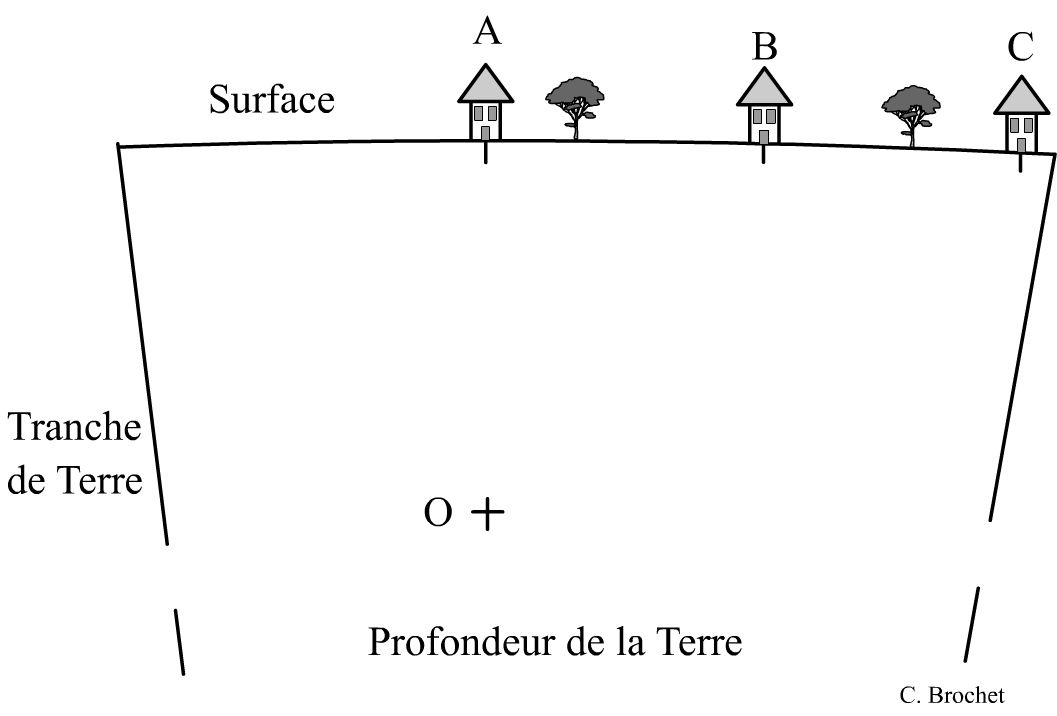 A
B
C
Surface
Tranche
de Terre
O
Profondeur de la Terre
C. Brochet